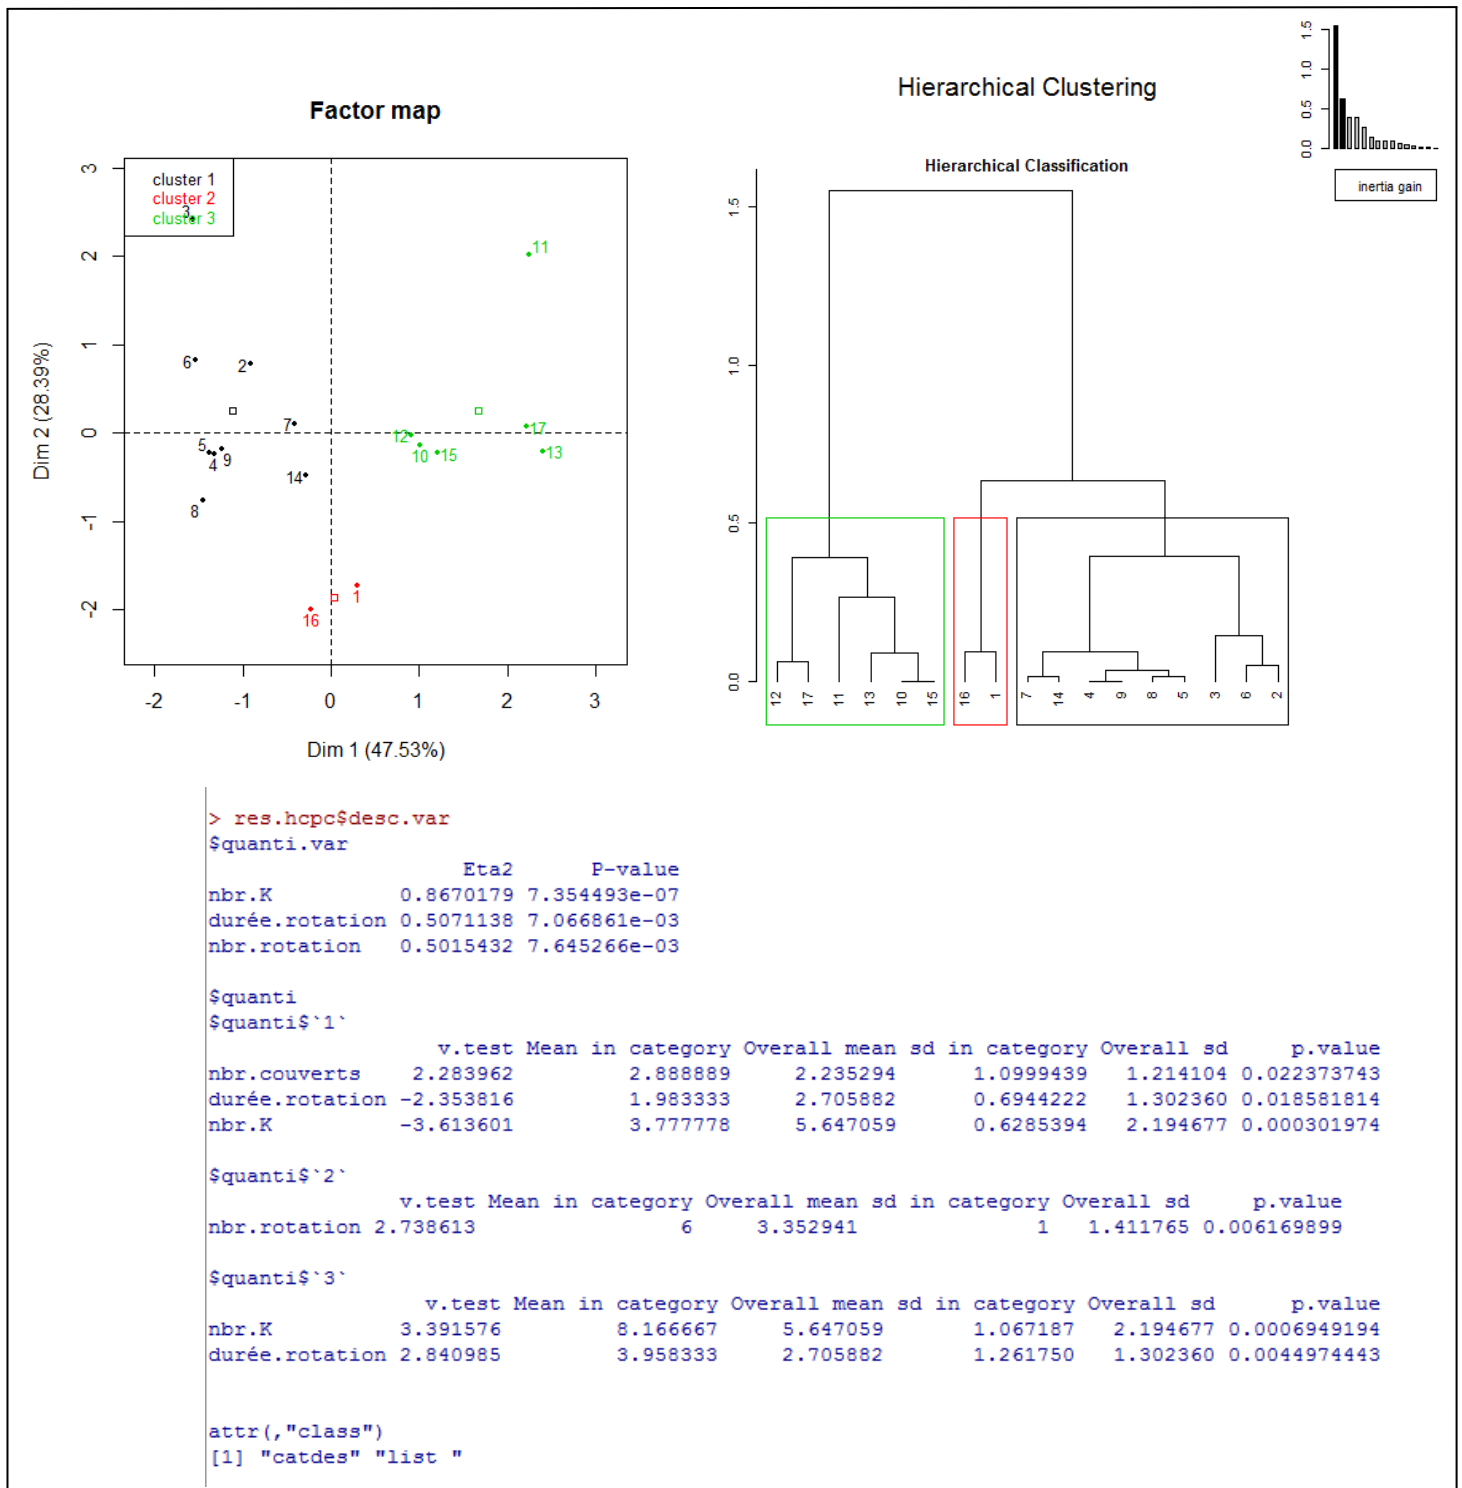 Factor map
cluster 1
cluster 2
cluster 3
3
2
1
0
-1
-2
Dim 2 (28.39%)
3
11
6
2
7
5
4
9
14
8
12
10
15
17
13
16
1
-2 -1 0 1 2 3
Dim 1 (47.53%)
Hierarchical Clustering
1.5
1.0
0.5
0.0
inertia gain
Hierarchical Classification
1.5
1.0
0.5
0.0
12 17 11 13 10 15 16 1 7 14 4 9 8 5 3 6 2
> res.hcpc$desc.var
$quanti.var
Eta2 P-value
nbr.K 0.8670179 7.354493e-07
durée.rotation 0.5071138 7.066861e-03
nbr.rotation 0.5015432 7.645266e-03
$quanti
$quanti$`1`
v.test Mean in category Overall mean sd in category Overall sd p.value
nbr.couverts 2.283962 2.888889 2.235294 1.0999439 1.214104 0.022373743
durée.rotation -2.353816 1.983333 2.705882 0.6944222 1.302360 0.018581814
nbr.K -3.613601 3.777778 5.647059 0.6285394 2.194677 0.000301974
$quanti$`2`
v.test Mean in category Overall mean sd in category Overall sd p.value
nbr.rotation 2.738613 6 3.352941 1 1.411765 0.006169899
$quanti$`3`
v.test Mean in category Overall mean sd in category Overall sd p.value
nbr.K 3.391576 8.166667 5.647059 1.067187 2.194677 0.0006949194
durée.rotation 2.840985 3.958333 2.705882 1.261750 1.302360 0.0044974443
attr(,"class")
[1] "catdes" "list "